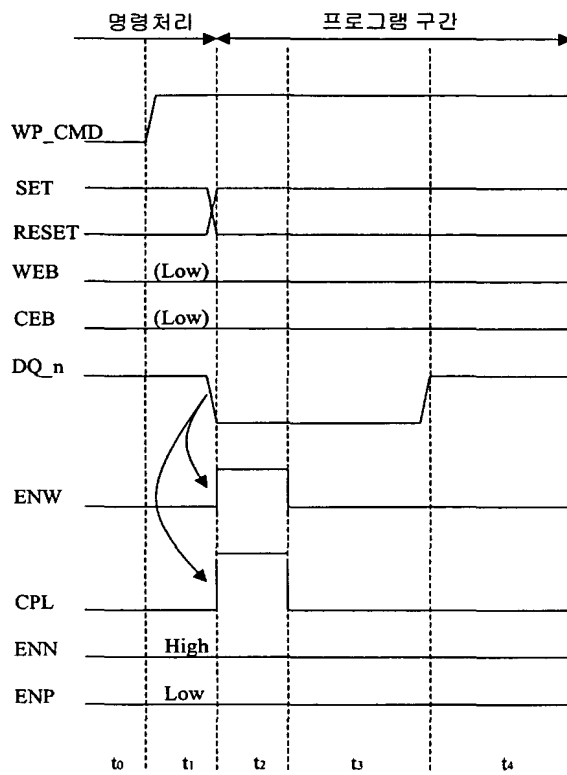 명령처리 프로그램 구간
WP_CMD
SET
RESET
WEB (Low)
CEB (Low)
DQ_n
ENW
CPL
ENN High
ENP Low
t0 t1 t2 t3 t4